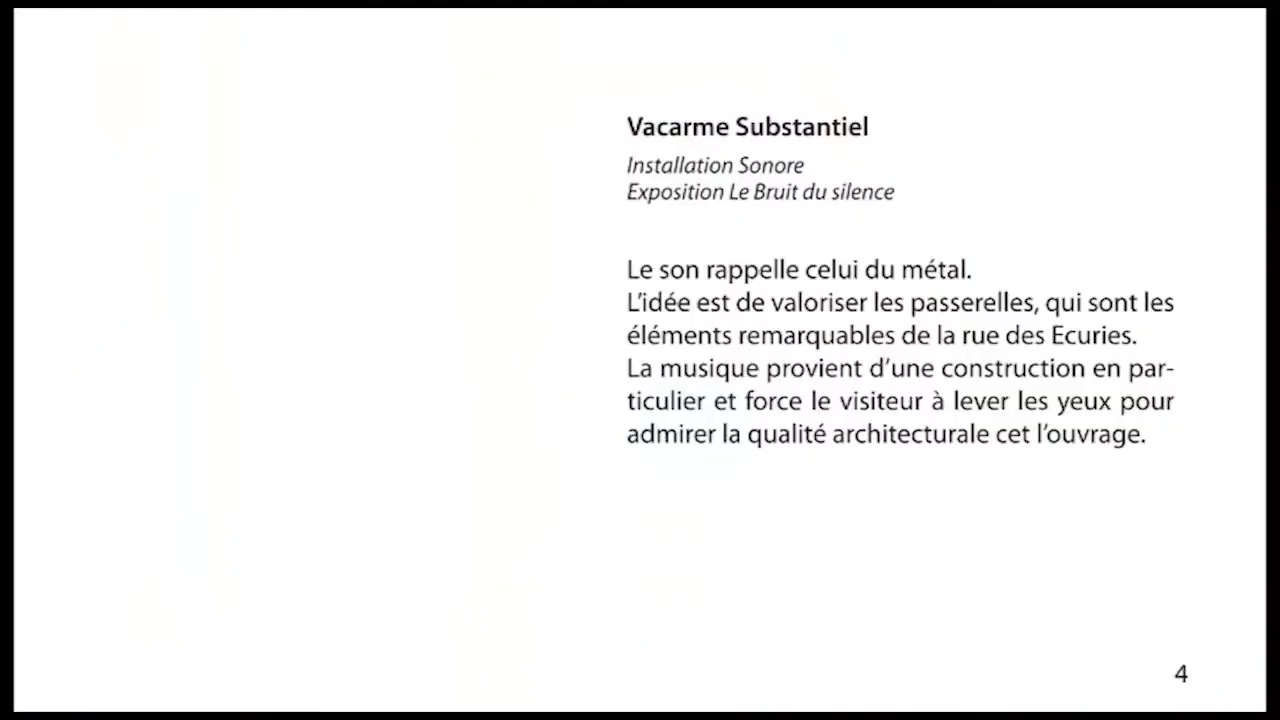 Vacarme Substantiel
Installation Sonore
Exposition Le Bruit du silence
Le son rappelle celui du métal.
L’idée est de valoriser les passerelles, qui sont les
éléments remarquables de la rue des Ecuries.
La musique provient d’une construction en par-
ticulier et force le visiteur à lever les yeux pour
admirer la qualité architecturale cet l’ouvrage.
4